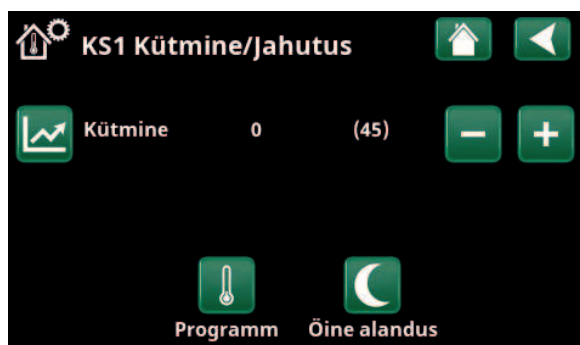 KS1 Kütmine/Jahutus
Kütmine 0 (45) − +
Programm Öine alandus